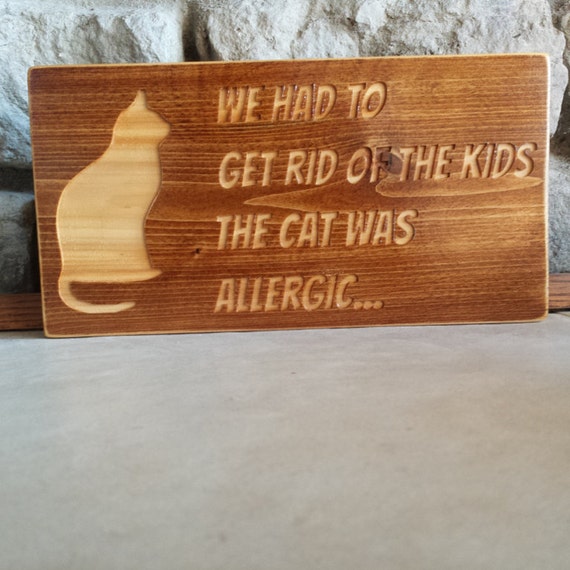 WE HAD TO
GET RID OF THE KIDS
THE CAT WAS
ALLERGIC...